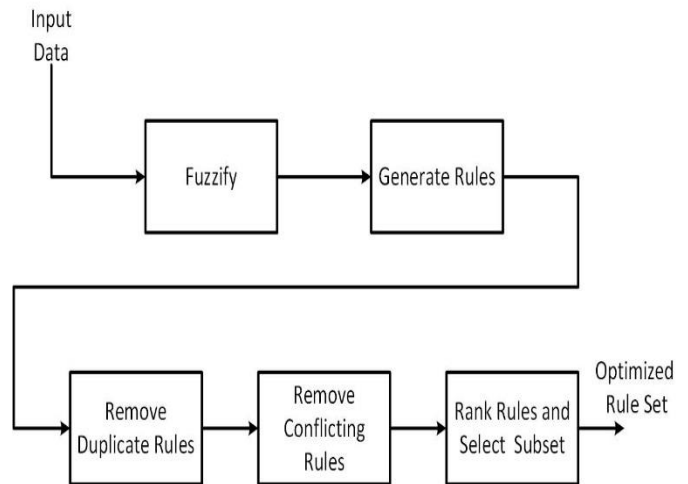 Input
Data
Fuzzify
Generate Rules
Remove
Duplicate Rules
Remove
Conflicting
Rules
Rank Rules and
Select Subset
Optimized
Rule Set